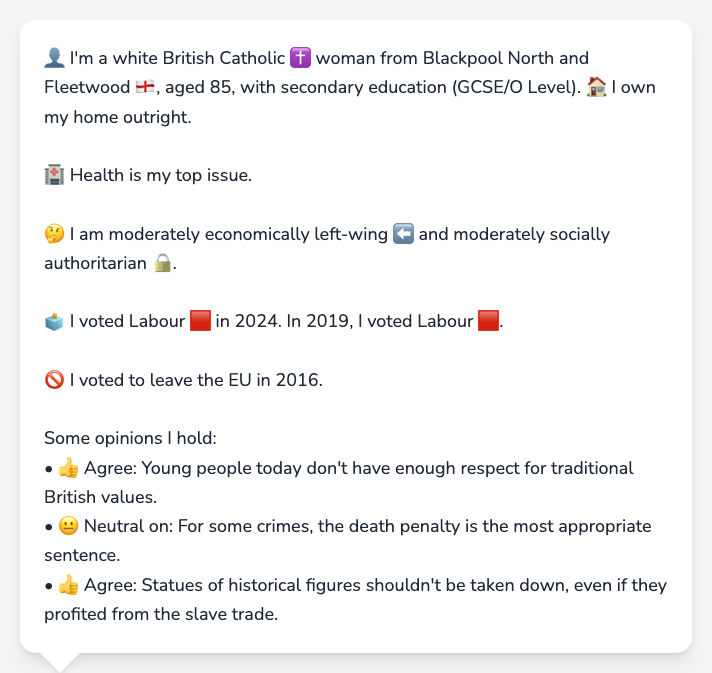 👤 I'm a white British Catholic ✝️ woman from Blackpool North and
Fleetwood 🏴󠁧󠁢󠁥󠁮󠁧󠁿, aged 85, with secondary education (GCSE/O Level). 🏠 I own
my home outright.
🏥 Health is my top issue.
🤔 I am moderately economically left-wing ⬅️ and moderately socially
authoritarian 🔒.
🗳️ I voted Labour 🟥 in 2024. In 2019, I voted Labour 🟥.
🚫 I voted to leave the EU in 2016.
Some opinions I hold:
• 👍 Agree: Young people today don't have enough respect for traditional
British values.
• 😐 Neutral on: For some crimes, the death penalty is the most appropriate
sentence.
• 👍 Agree: Statues of historical figures shouldn't be taken down, even if they
profited from the slave trade.